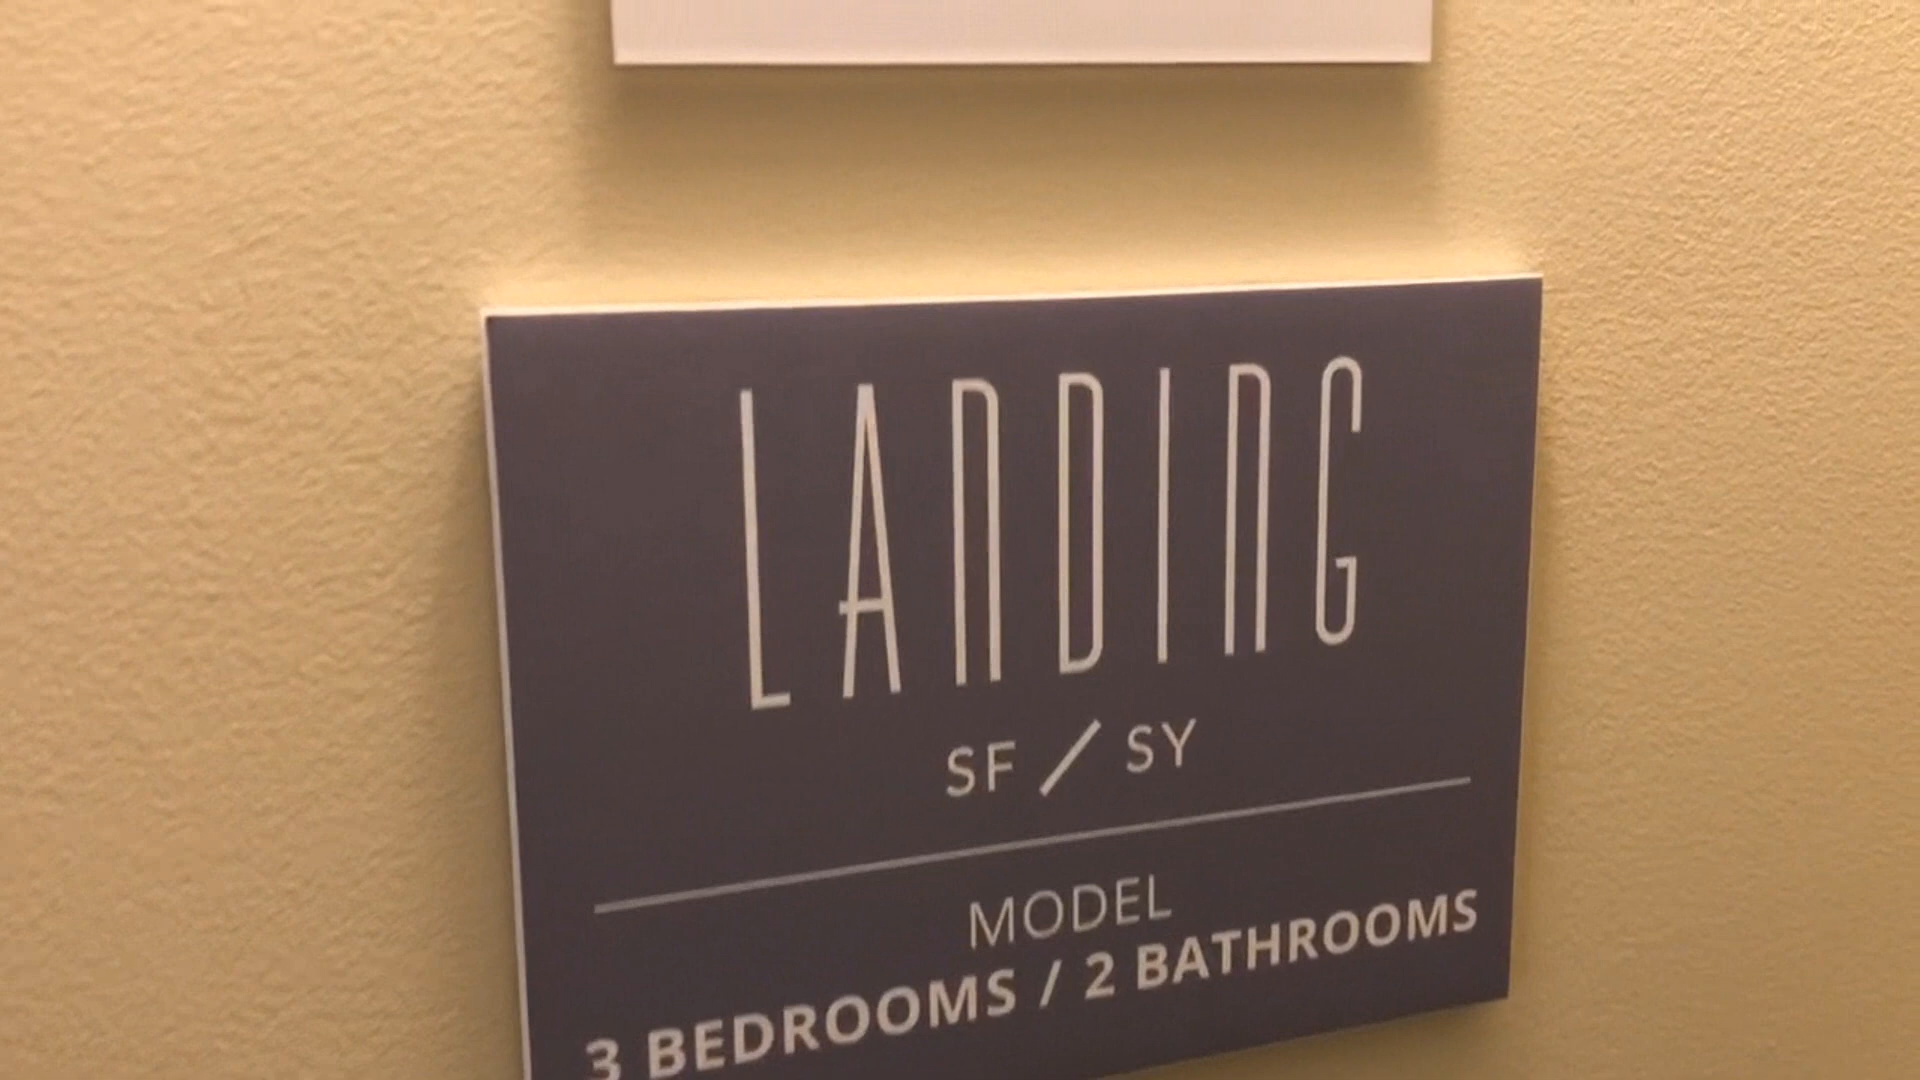 LANDING
SF / SY
MODEL
3 BEDROOMS / 2 BATHROOMS